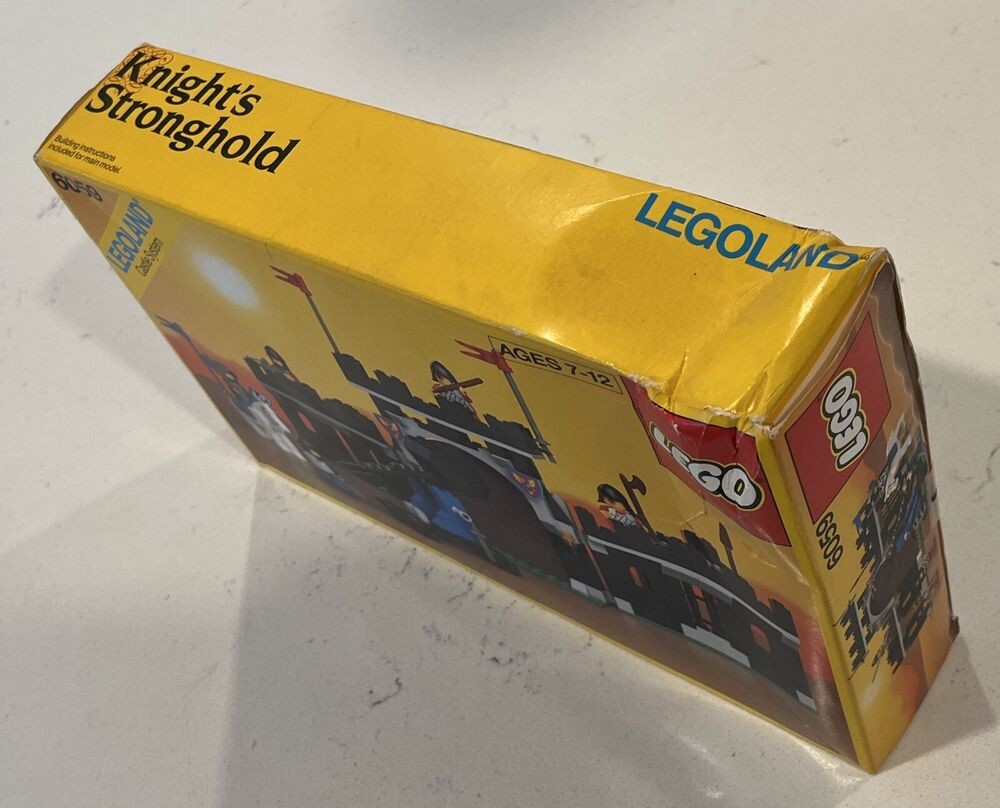 Knight's
Stronghold
Building instructions
included for main model.
LEGOLAND
6059
LEGOLAND
Castle System
AGES 7-12
LEGO
LEGO
6059